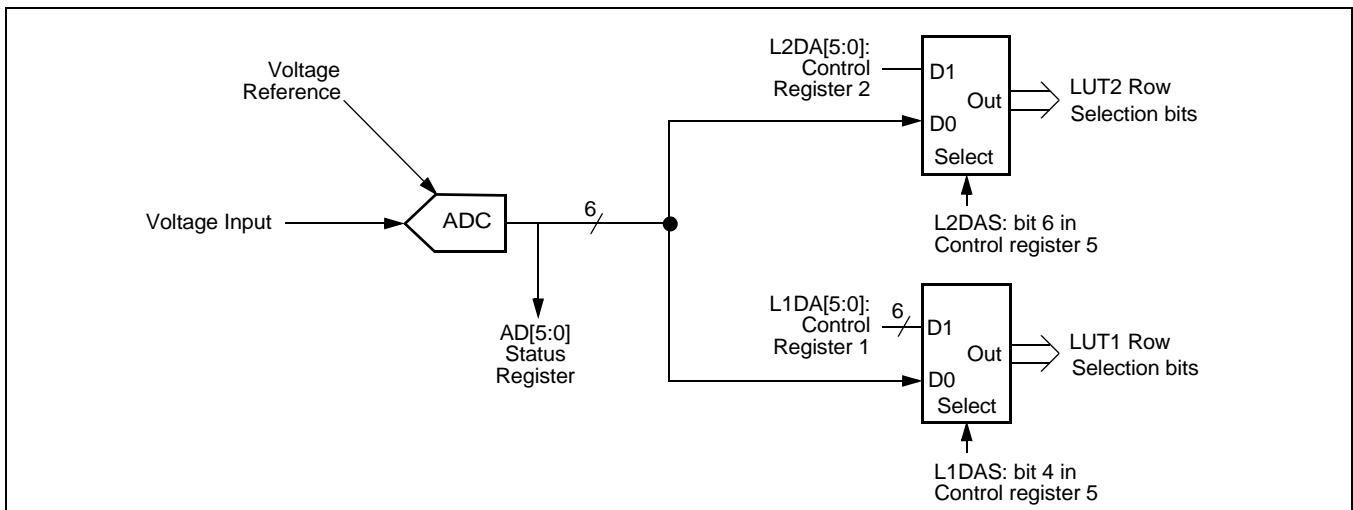 Voltage
Reference
Voltage Input
ADC
6
AD[5:0]
Status
Register
L2DA[5:0]:
Control
Register 2
D1
Out
D0
Select
LUT2 Row
Selection bits
L2DAS: bit 6 in
Control register 5
L1DA[5:0]:
Control
Register 1
6
D1
Out
D0
Select
LUT1 Row
Selection bits
L1DAS: bit 4 in
Control register 5